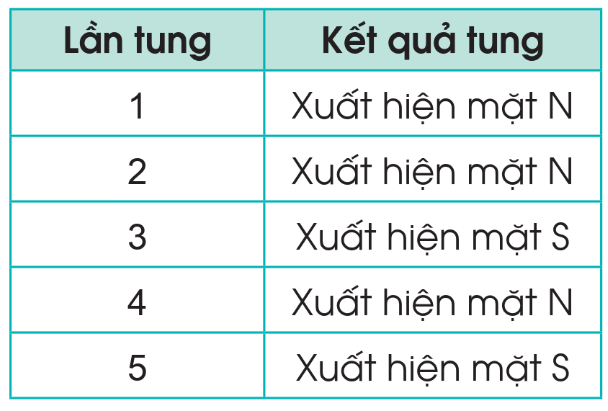 Lần tung Kết quả tung
1 Xuất hiện mặt N
2 Xuất hiện mặt N
3 Xuất hiện mặt S
4 Xuất hiện mặt N
5 Xuất hiện mặt S